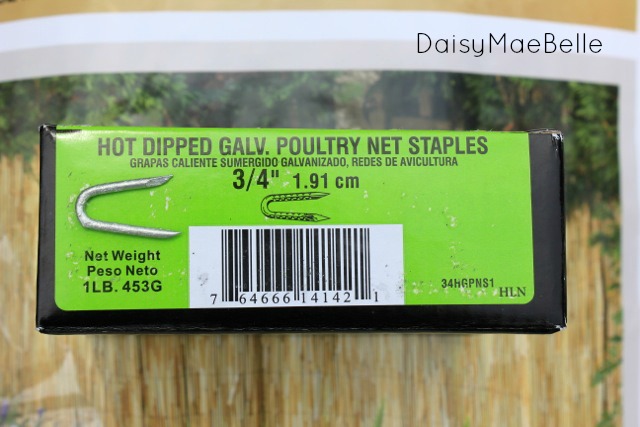 DaisyMaeBelle
HOT DIPPED GALV. POULTRY NET STAPLES
GRAPAS CALIENTE SUMERGIDO GALVANIZADO, REDES DE AVICULTURA
3/4" 1.91 cm
Net Weight
Peso Neto
1LB. 453G
7 64666 14142 1
34HGPNS1
HLN